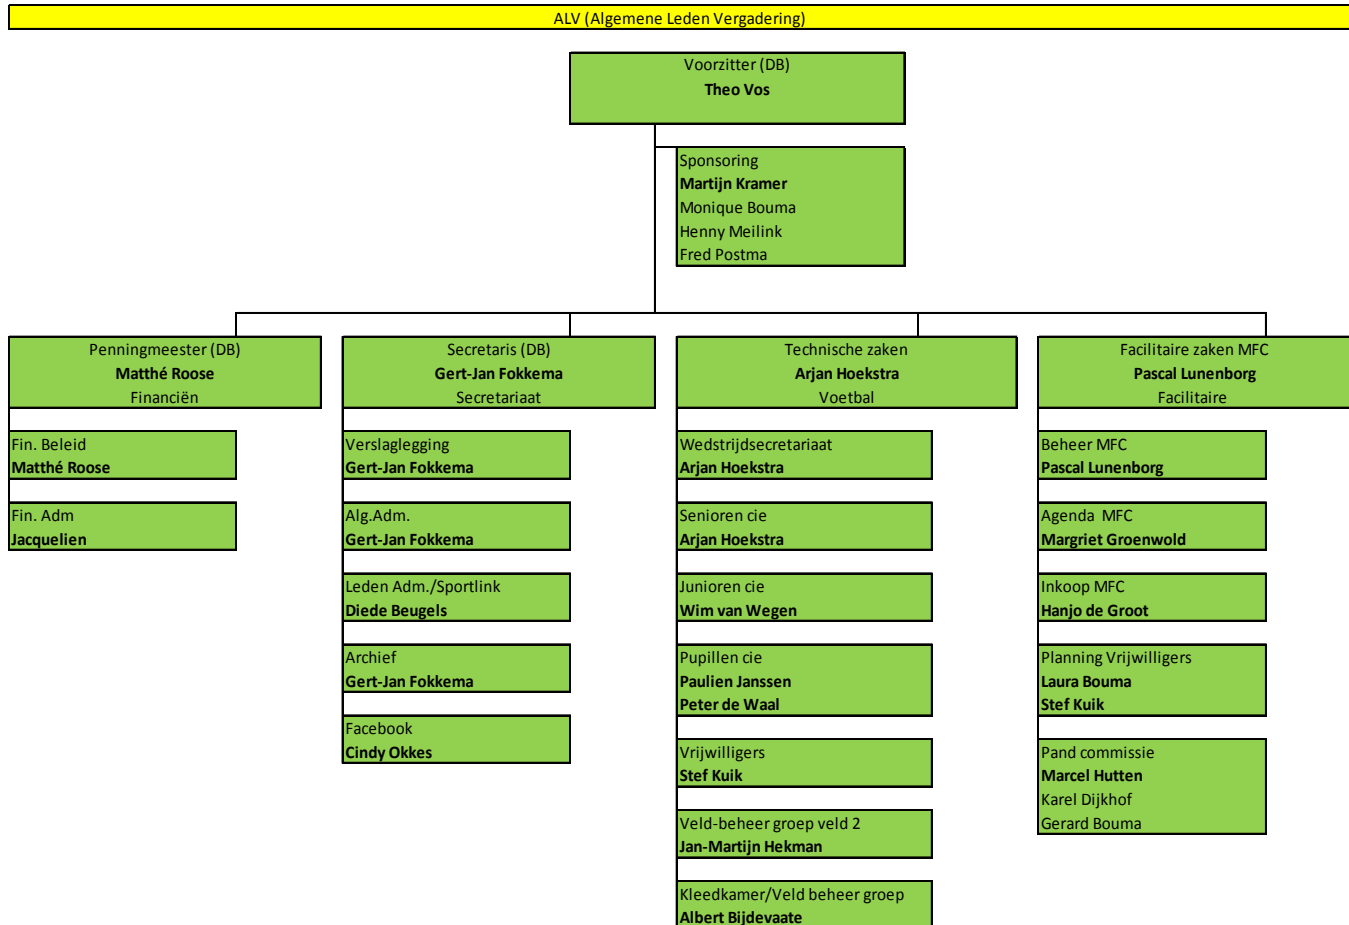 ALV (Algemene Leden Vergadering)
Voorzitter (DB)
Theo Vos
Sponsoring
Martijn Kramer
Monique Bouma
Henny Meilink
Fred Postma
Penningmeester (DB)
Matthé Roose
Financiën
Fin. Beleid
Matthé Roose
Fin. Adm
Jacquelien
Secretaris (DB)
Gert-Jan Fokkema
Secretariaat
Verslaglegging
Gert-Jan Fokkema
Alg.Adm.
Gert-Jan Fokkema
Leden Adm./Sportlink
Diede Beugels
Archief
Gert-Jan Fokkema
Facebook
Cindy Okkes
Technische zaken
Arjan Hoekstra
Voetbal
Wedstrijdsecretariaat
Arjan Hoekstra
Senioren cie
Arjan Hoekstra
Junioren cie
Wim van Wegen
Pupillen cie
Paulien Janssen
Peter de Waal
Vrijwilligers
Stef Kuik
Veld-beheer groep veld 2
Jan-Martijn Hekman
Kleedkamer/Veld beheer groep
Albert Bijdevaate
Facilitaire zaken MFC
Pascal Lunenborg
Facilitaire
Beheer MFC
Pascal Lunenborg
Agenda  MFC
Margriet Groenwold
Inkoop MFC
Hanjo de Groot
Planning Vrijwilligers
Laura Bouma
Stef Kuik
Pand commissie
Marcel Hutten
Karel Dijkhof
Gerard Bouma